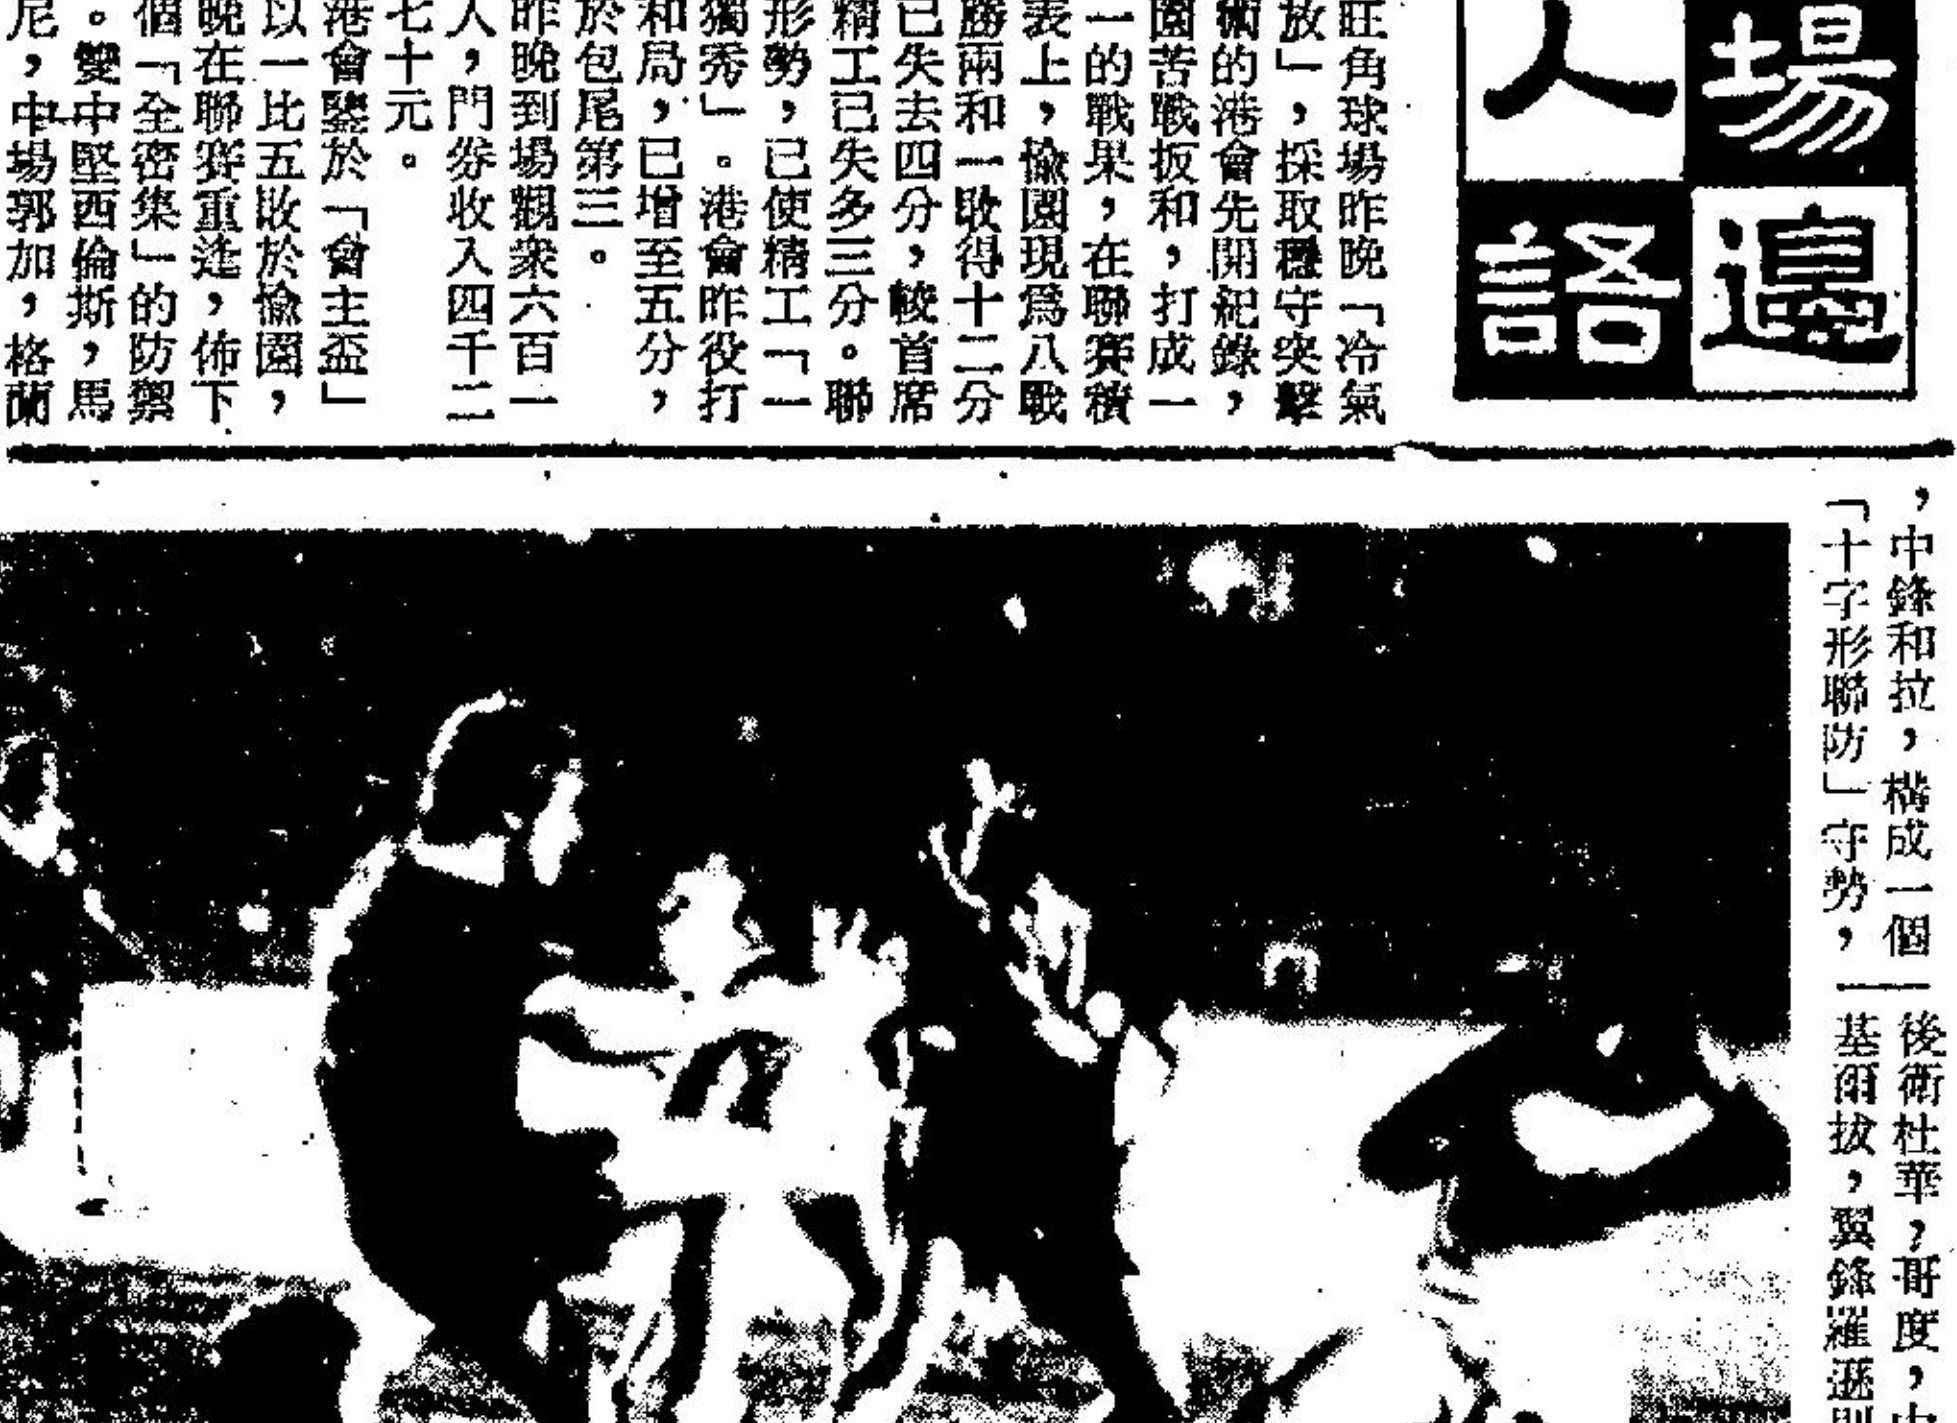 場邊人語
旺角球場昨晚「冷氣
放」，採取穩守突擊
術的港會先開紀錄，
園苦戰扳和，打成一
一的戰果，在聯賽積
表上，愉園現爲八戰
勝兩和一敗得十二分
已失去四分，較首席
精工已失多三分。聯
形勢，已使精工「一
獨秀」。港會昨役打
和局，已增至五分，
於包尾第三。
昨晚到場觀衆六百一
人，門券收入四千二
七十元。
港會鑒於「會主盃」
以一比五敗於愉園，
晚在聯賽重逢，佈下
個「全密集」的防禦
。雙中堅西倫斯，馬
尼，中場郭加，格蘭
，中鋒和拉，構成一個
「十字形聯防」守勢，
後衛杜華，哥度，中
基爾拔，翼鋒羅遜則